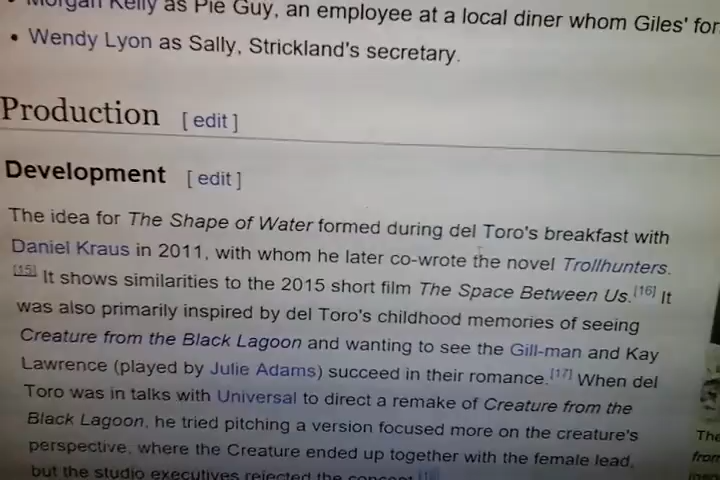 • Morgan Kelly as Pie Guy, an employee at a local diner whom Giles' for
• Wendy Lyon as Sally, Strickland's secretary.
Production [ edit ]
Development [ edit ]
The idea for The Shape of Water formed during del Toro's breakfast with
Daniel Kraus in 2011, with whom he later co-wrote the novel Trollhunters.
[15] It shows similarities to the 2015 short film The Space Between Us.[16] It
was also primarily inspired by del Toro's childhood memories of seeing
Creature from the Black Lagoon and wanting to see the Gill-man and Kay
Lawrence (played by Julie Adams) succeed in their romance.[17] When del
Toro was in talks with Universal to direct a remake of Creature from the
Black Lagoon, he tried pitching a version focused more on the creature's
perspective, where the Creature ended up together with the female lead,
but the studio executives rejected the concept.
The
from